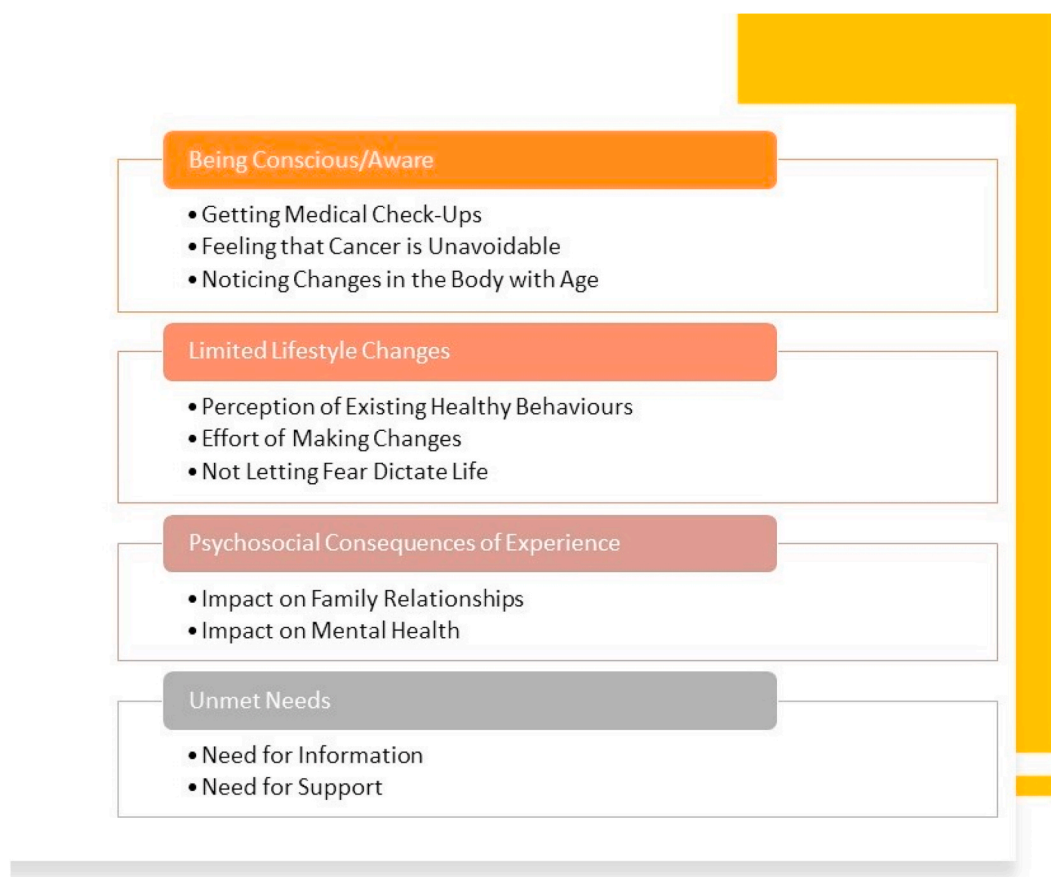 Being Conscious/Aware
• Getting Medical Check-Ups
• Feeling that Cancer is Unavoidable
• Noticing Changes in the Body with Age
Limited Lifestyle Changes
• Perception of Existing Healthy Behaviours
• Effort of Making Changes
• Not Letting Fear Dictate Life
Psychosocial Consequences of Experience
• Impact on Family Relationships
• Impact on Mental Health
Unmet Needs
• Need for Information
• Need for Support